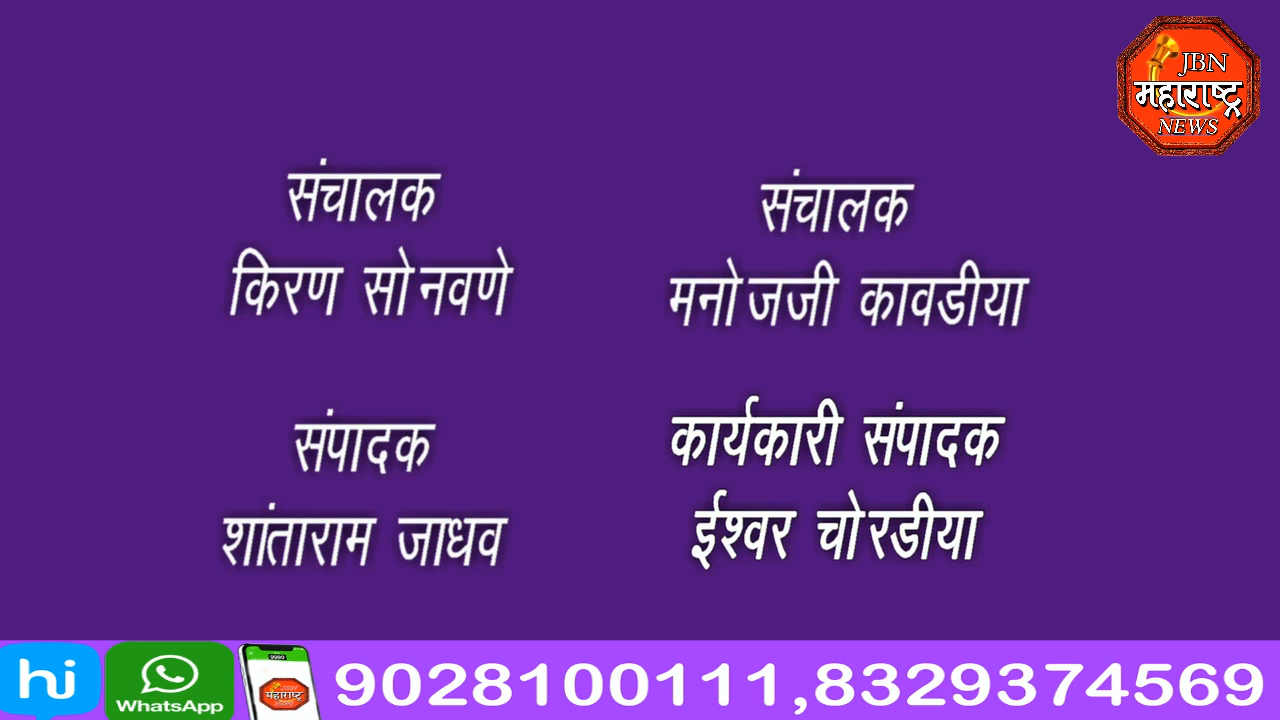 JBN
महाराष्ट्र
NEWS
संचालक
किरण सोनवणे
संचालक
मनोजजी कावडीया
संपादक
शांताराम जाधव
कार्यकारी संपादक
ईश्वर चोरडीया
hi
WhatsApp
महाराष्ट्र
9028100111,8329374569